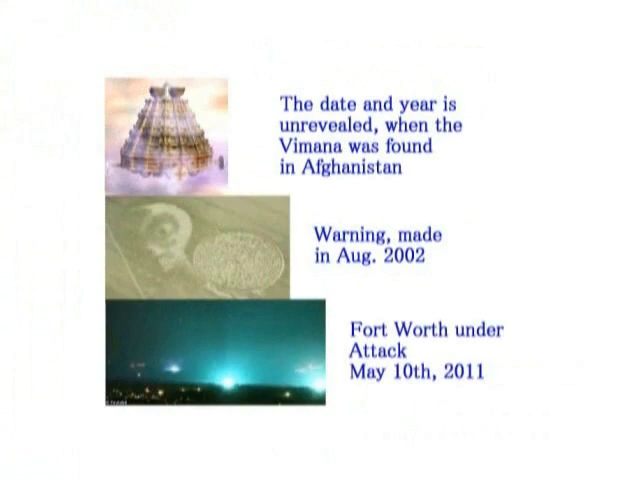 The date and year is
unrevealed, when the
Vimana was found
in Afghanistan
Warning, made
in Aug. 2002
Fort Worth under
Attack
May 10th, 2011